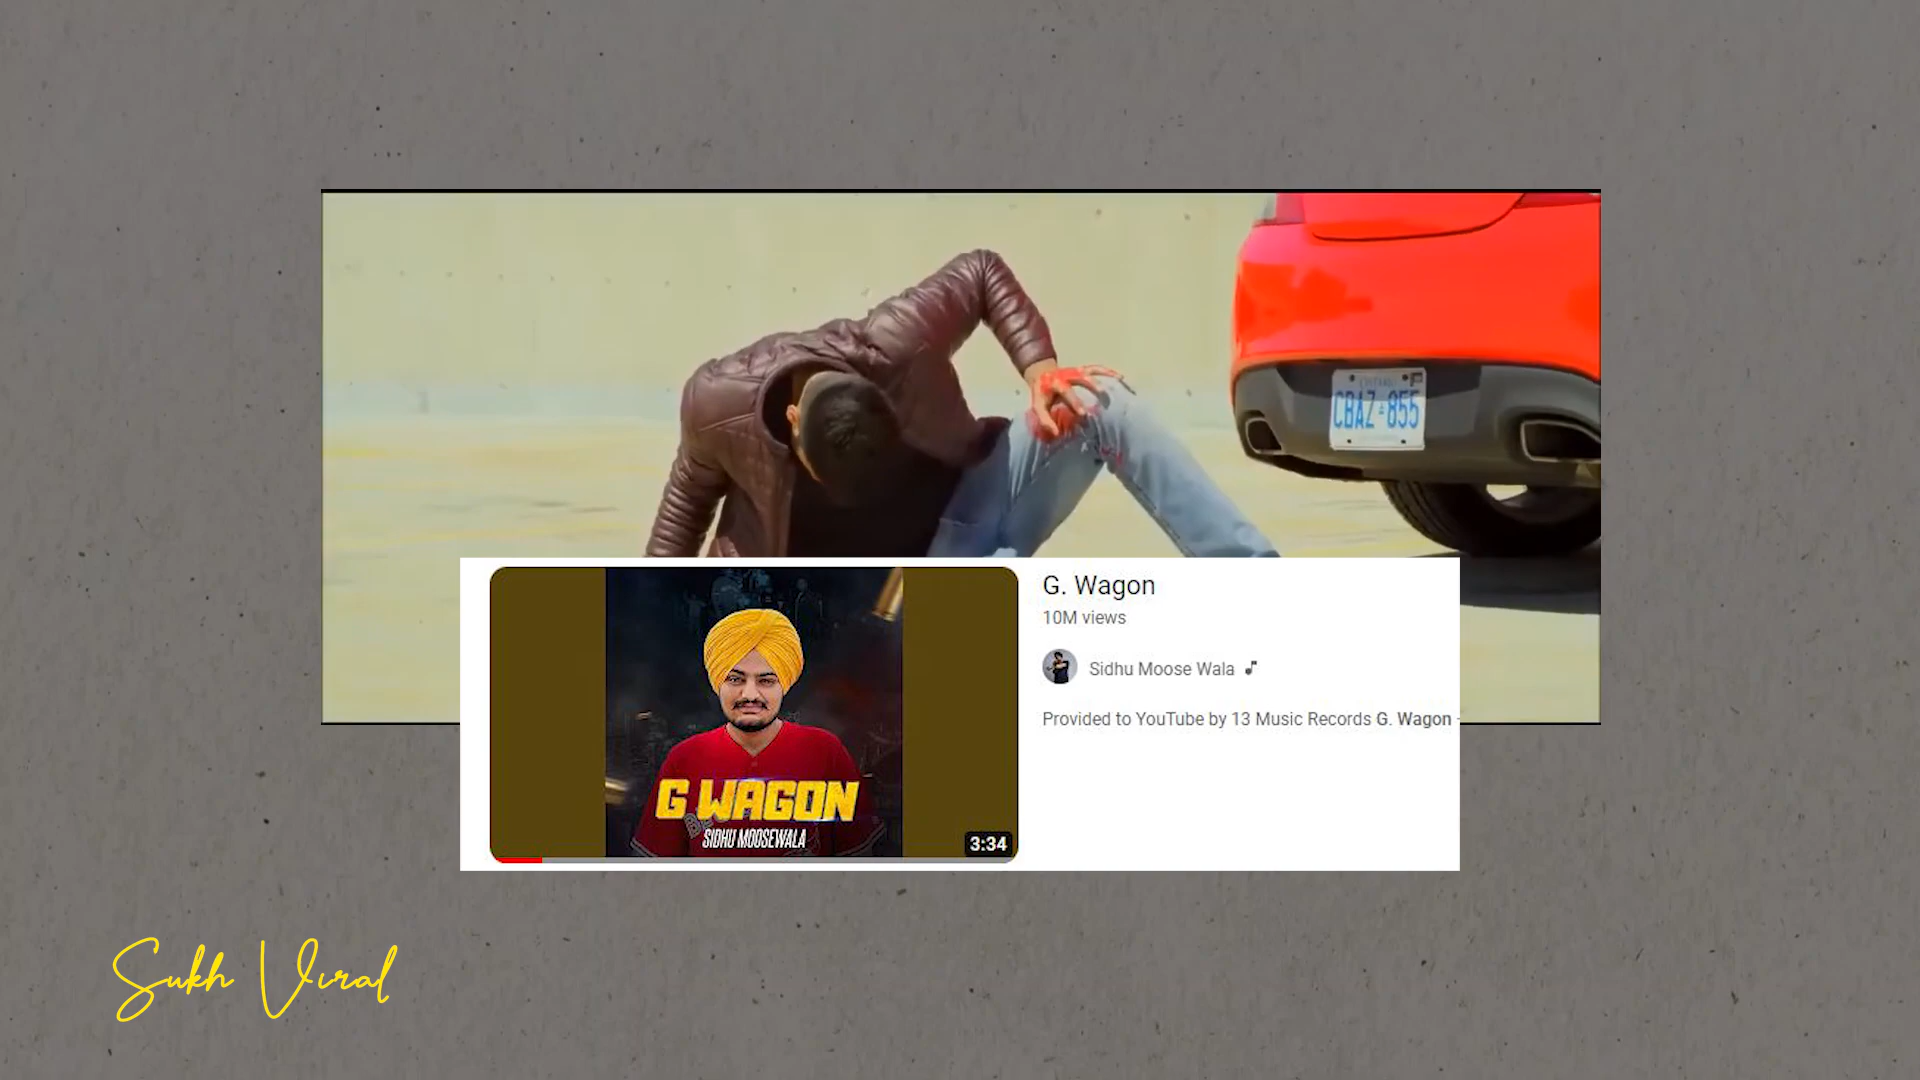 CBAZ-855
G. Wagon
10M views
Sidhu Moose Wala
Provided to YouTube by 13 Music Records G. Wagon
G WAGON
SIDHU MOOSEWALA
3:34
Sukh Viral